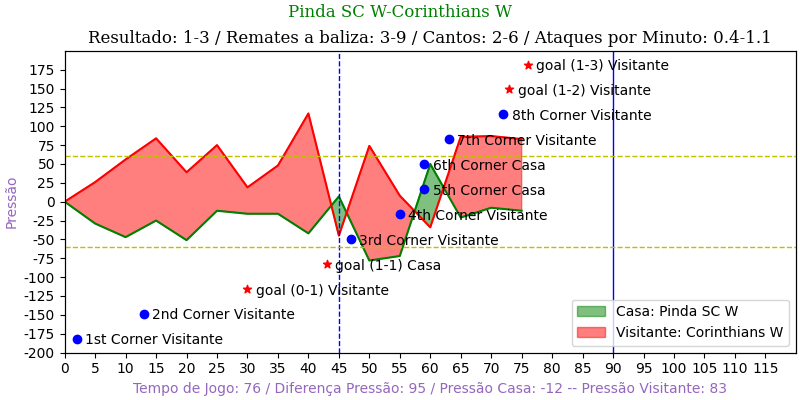 Pinda SC W-Corinthians W
Resultado: 1-3 / Remates a baliza: 3-9 / Cantos: 2-6 / Ataques por Minuto: 0.4-1.1
175
150
125
100
75
50
25
0
-25
-50
-75
-100
-125
-150
-175
-200
Pressão
goal (1-3) Visitante
goal (1-2) Visitante
8th Corner Visitante
7th Corner Visitante
6th Corner Casa
5th Corner Casa
4th Corner Visitante
3rd Corner Visitante
goal (1-1) Casa
goal (0-1) Visitante
2nd Corner Visitante
1st Corner Visitante
Casa: Pinda SC W
Visitante: Corinthians W
0 5 10 15 20 25 30 35 40 45 50 55 60 65 70 75 80 85 90 95 100 105 110 115
Tempo de Jogo: 76 / Diferença Pressão: 95 / Pressão Casa: -12 -- Pressão Visitante: 83